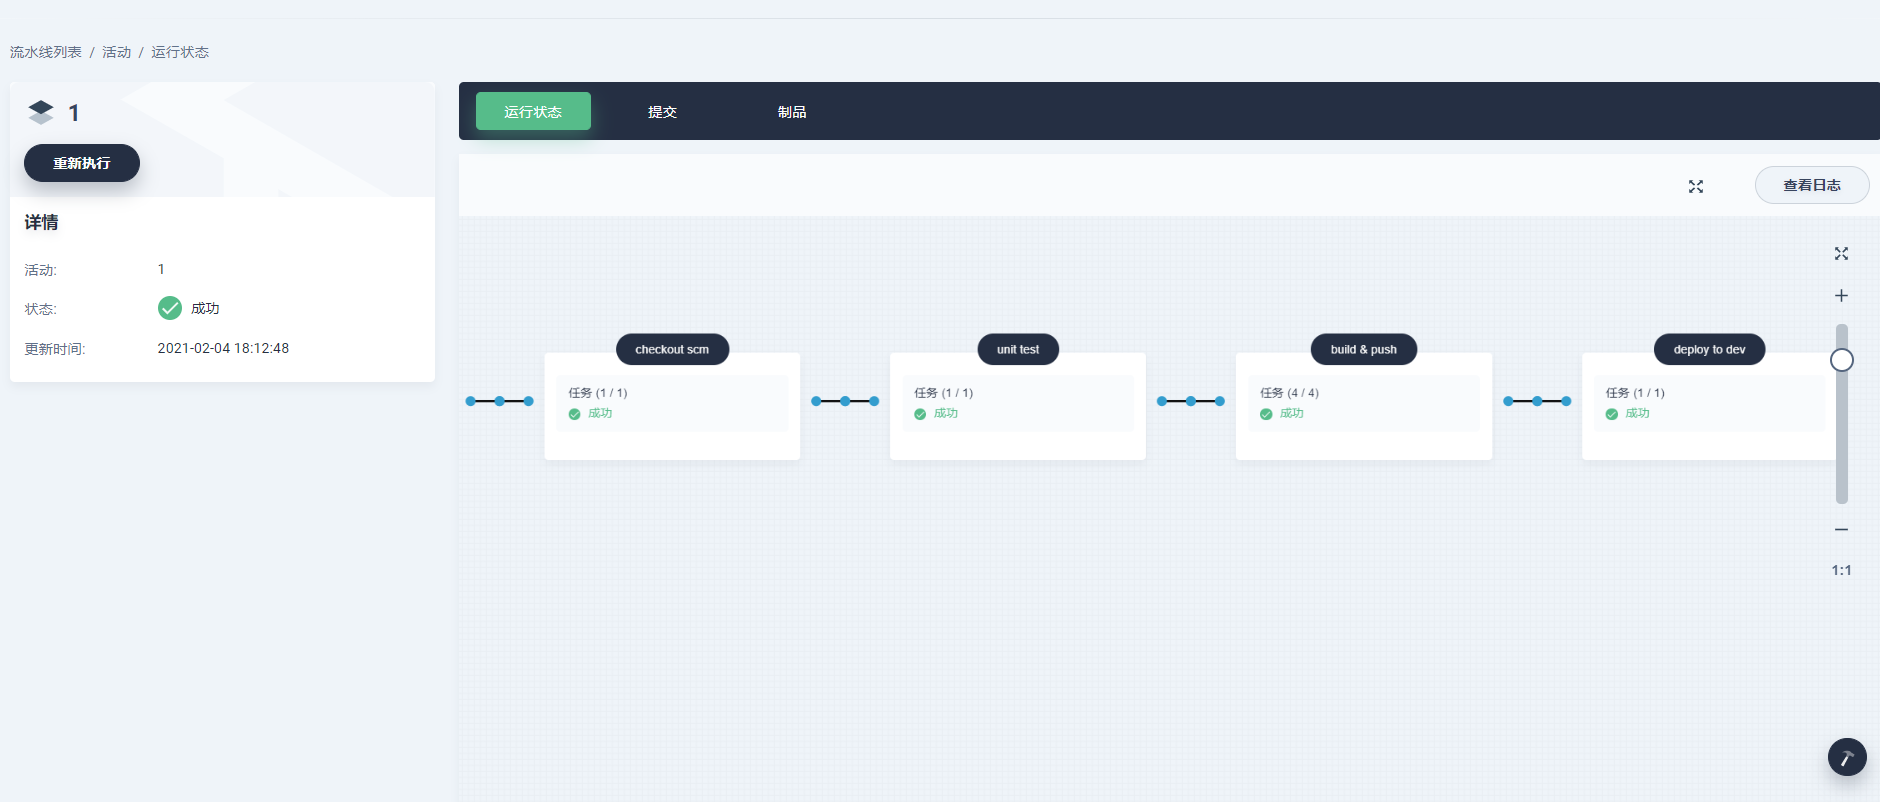 流水线列表 / 活动 / 运行状态
1
重新执行
详情
活动: 1
状态: 成功
更新时间: 2021-02-04 18:12:48
运行状态 提交 制品
查看日志
checkout scm
任务 (1 / 1)
成功
unit test
任务 (1 / 1)
成功
build & push
任务 (4 / 4)
成功
deploy to dev
任务 (1 / 1)
成功
1:1